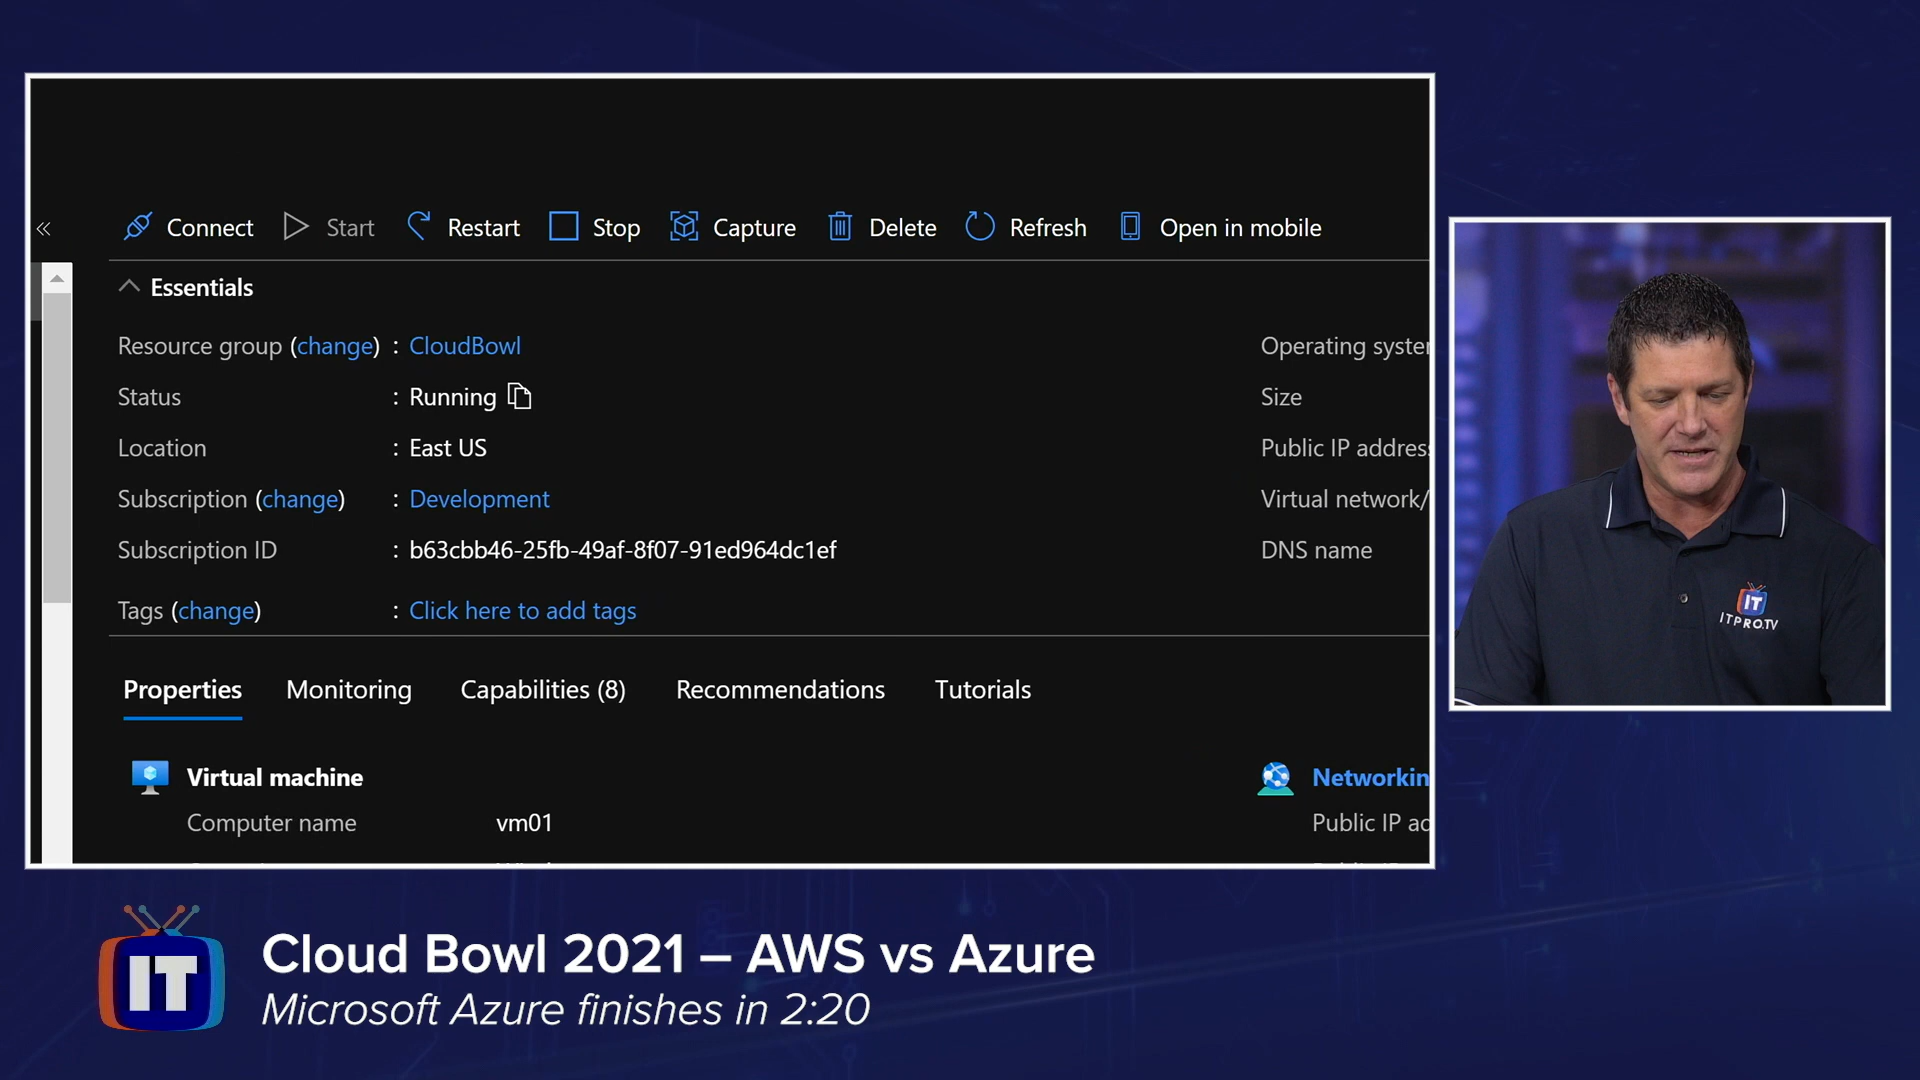 « Connect Start Restart Stop Capture Delete Refresh Open in mobile
Essentials
Resource group (change) : CloudBowl
Status : Running
Location : East US
Subscription (change) : Development
Subscription ID : b63cbb46-25fb-49af-8f07-91ed964dc1ef
Tags (change) : Click here to add tags
Operating syster
Size
Public IP addres
Virtual network/
DNS name
Properties Monitoring Capabilities (8) Recommendations Tutorials
Virtual machine
Computer name vm01
Networkin
Public IP ad
IT
ITPRO.TV
IT
Cloud Bowl 2021 – AWS vs Azure
Microsoft Azure finishes in 2:20